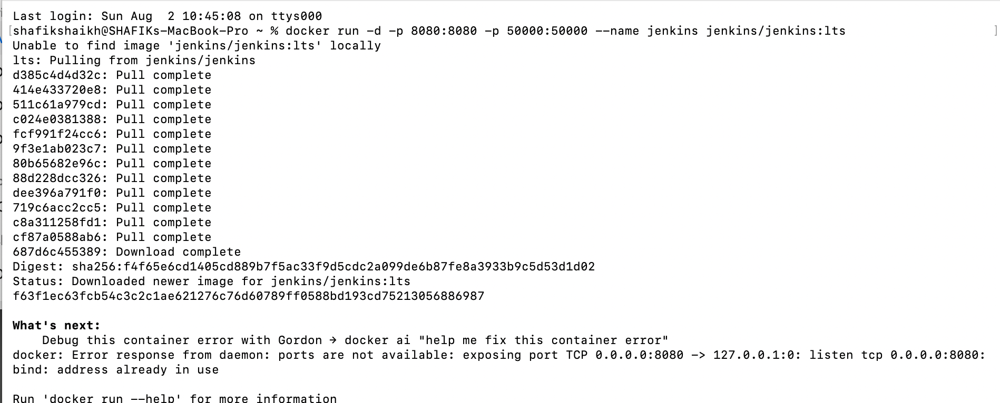 Last login: Sun Aug  2 10:45:08 on ttys000
[shafikshaikh@SHAFIKs-MacBook-Pro ~ % docker run -d -p 8080:8080 -p 50000:50000 --name jenkins jenkins/jenkins:lts ]
Unable to find image 'jenkins/jenkins:lts' locally
lts: Pulling from jenkins/jenkins
d385c4d4d32c: Pull complete
414e433720e8: Pull complete
511c61a979cd: Pull complete
c024e0381388: Pull complete
fcf991f24cc6: Pull complete
9f3e1ab023c7: Pull complete
80b65682e96c: Pull complete
88d228dcc326: Pull complete
dee396a791f0: Pull complete
719c6acc2cc5: Pull complete
c8a311258fd1: Pull complete
cf87a0588ab6: Pull complete
687d6c455389: Download complete
Digest: sha256:f4f65e6cd1405cd889b7f5ac33f9d5cdc2a099de6b87fe8a3933b9c5d53d1d02
Status: Downloaded newer image for jenkins/jenkins:lts
f63f1ec63fcb54c3c2c1ae621276c76d60789ff0588bd193cd75213056886987
What's next:
    Debug this container error with Gordon → docker ai "help me fix this container error"
docker: Error response from daemon: ports are not available: exposing port TCP 0.0.0.0:8080 -> 127.0.0.1:0: listen tcp 0.0.0.0:8080:
bind: address already in use
Run 'docker run --help' for more information